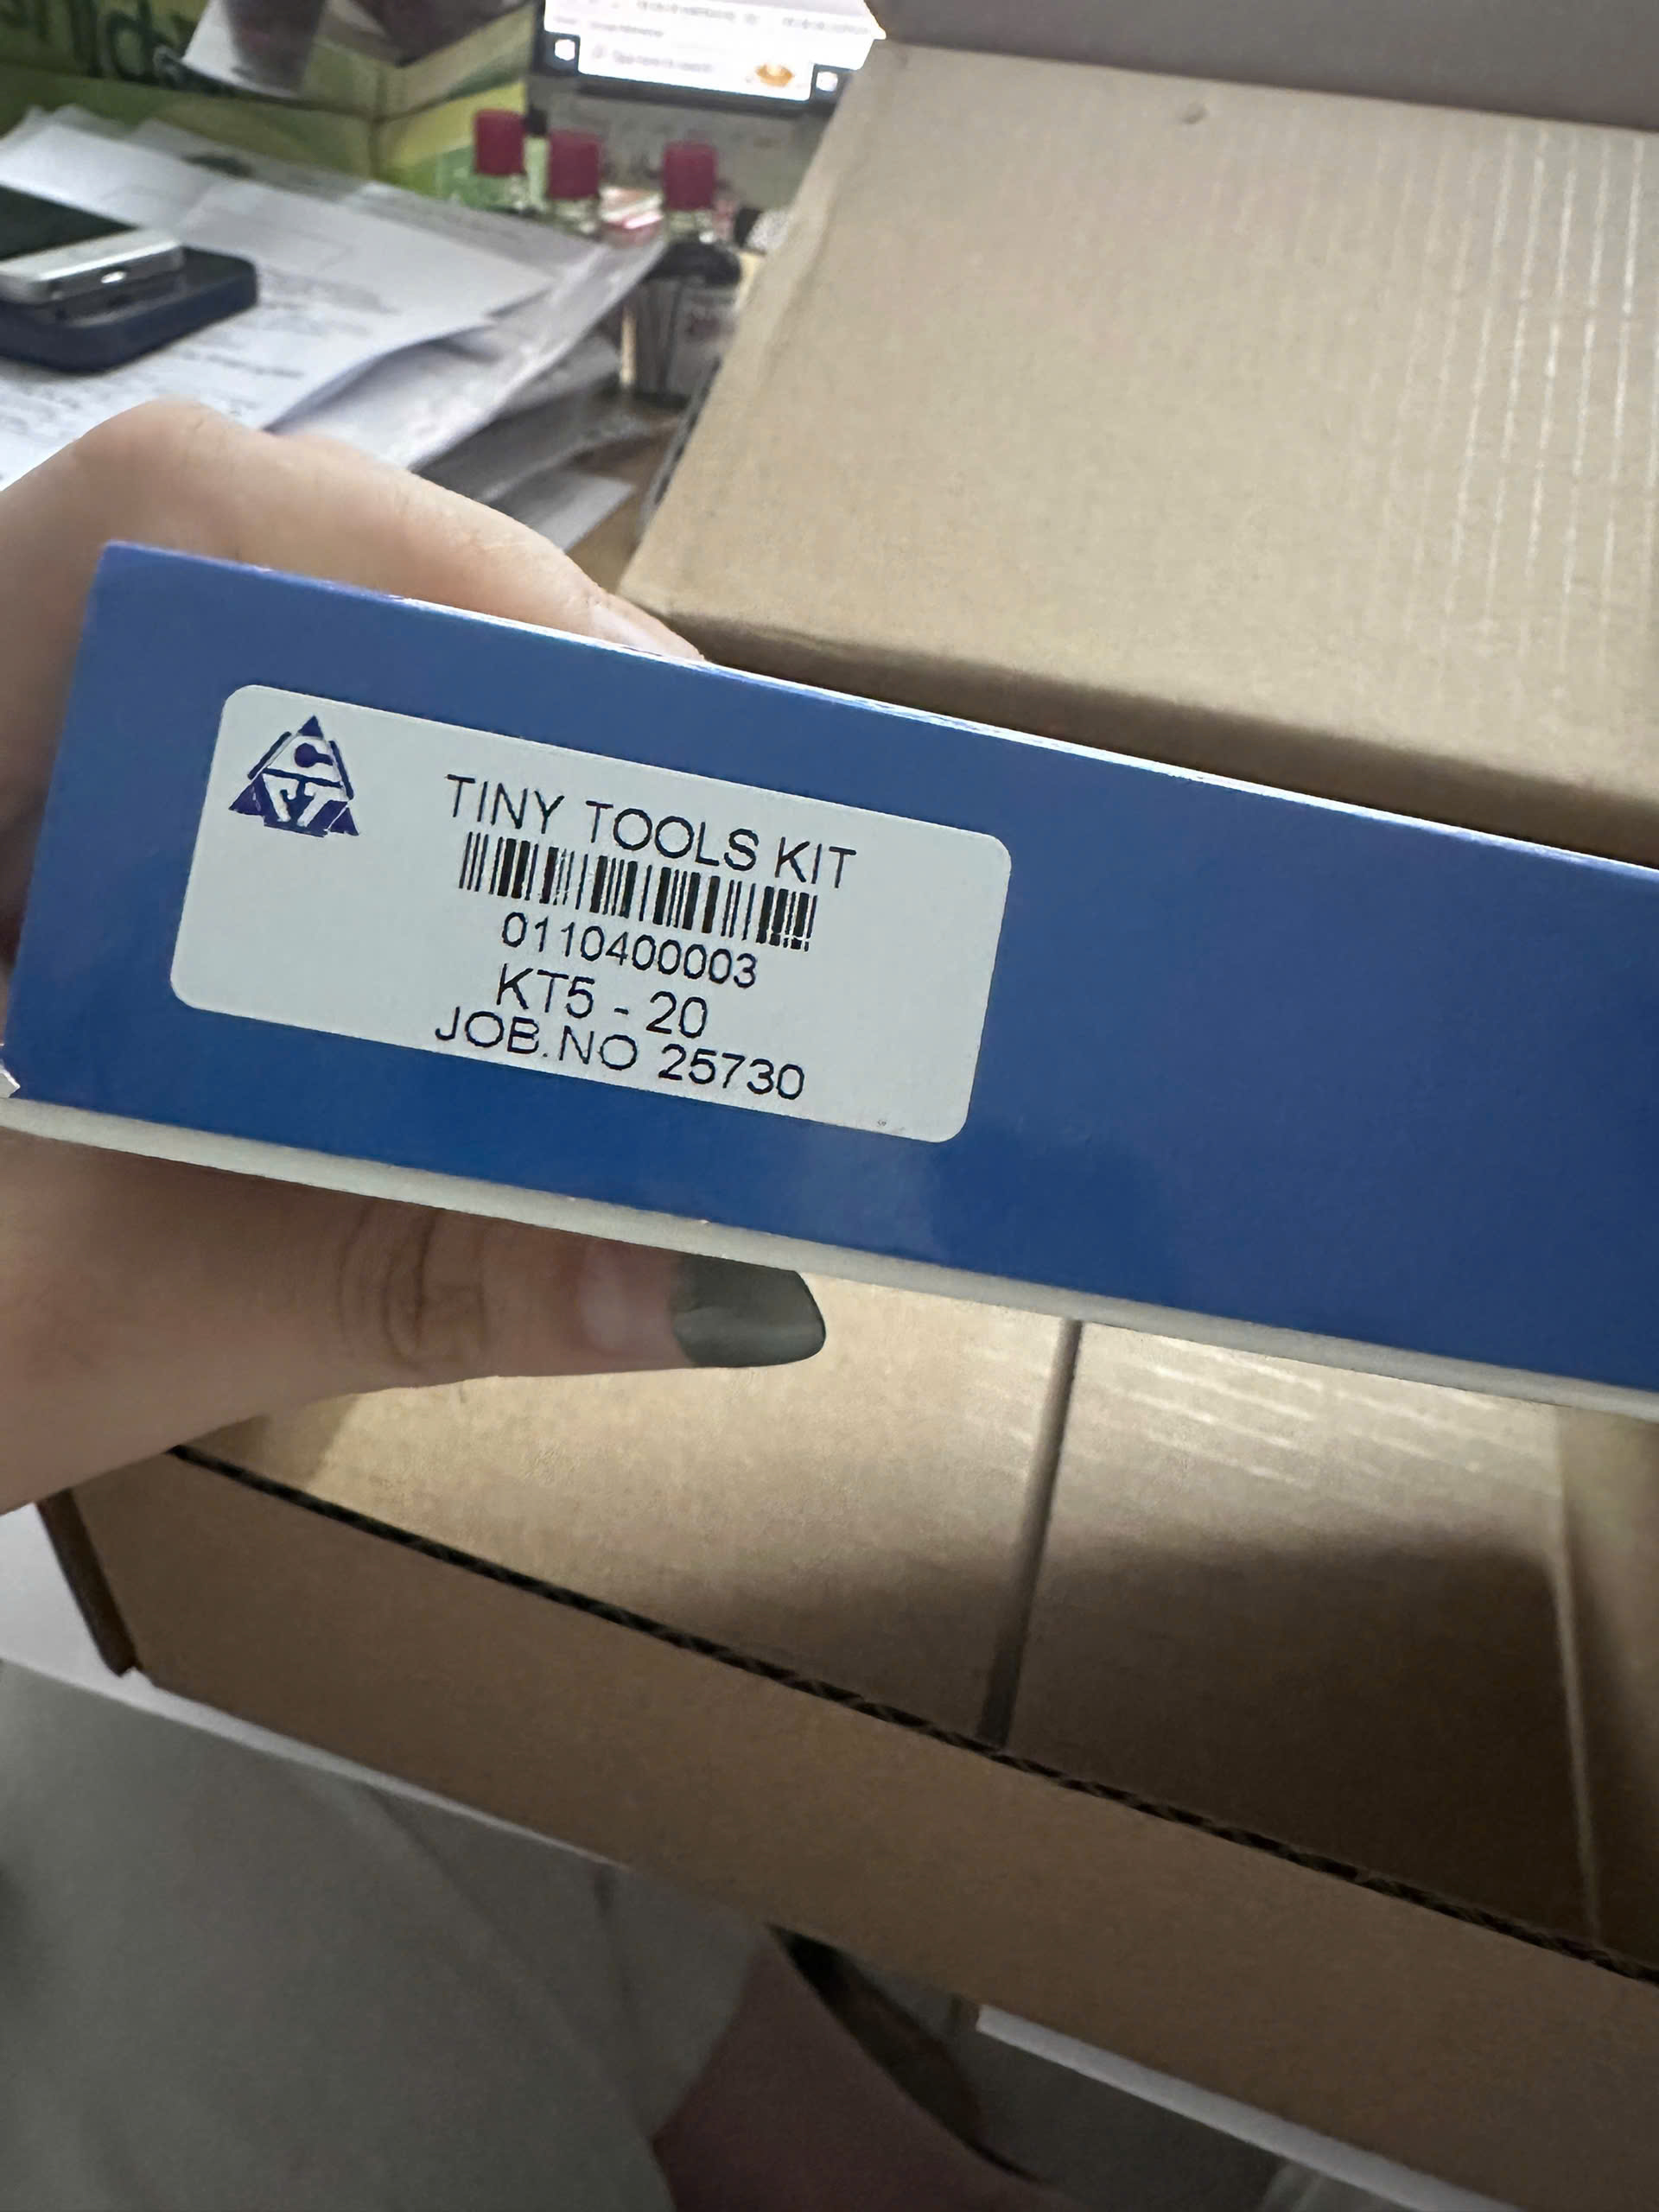 TINY TOOLS KIT
0110400003
KT5 - 20
JOB.NO 25730